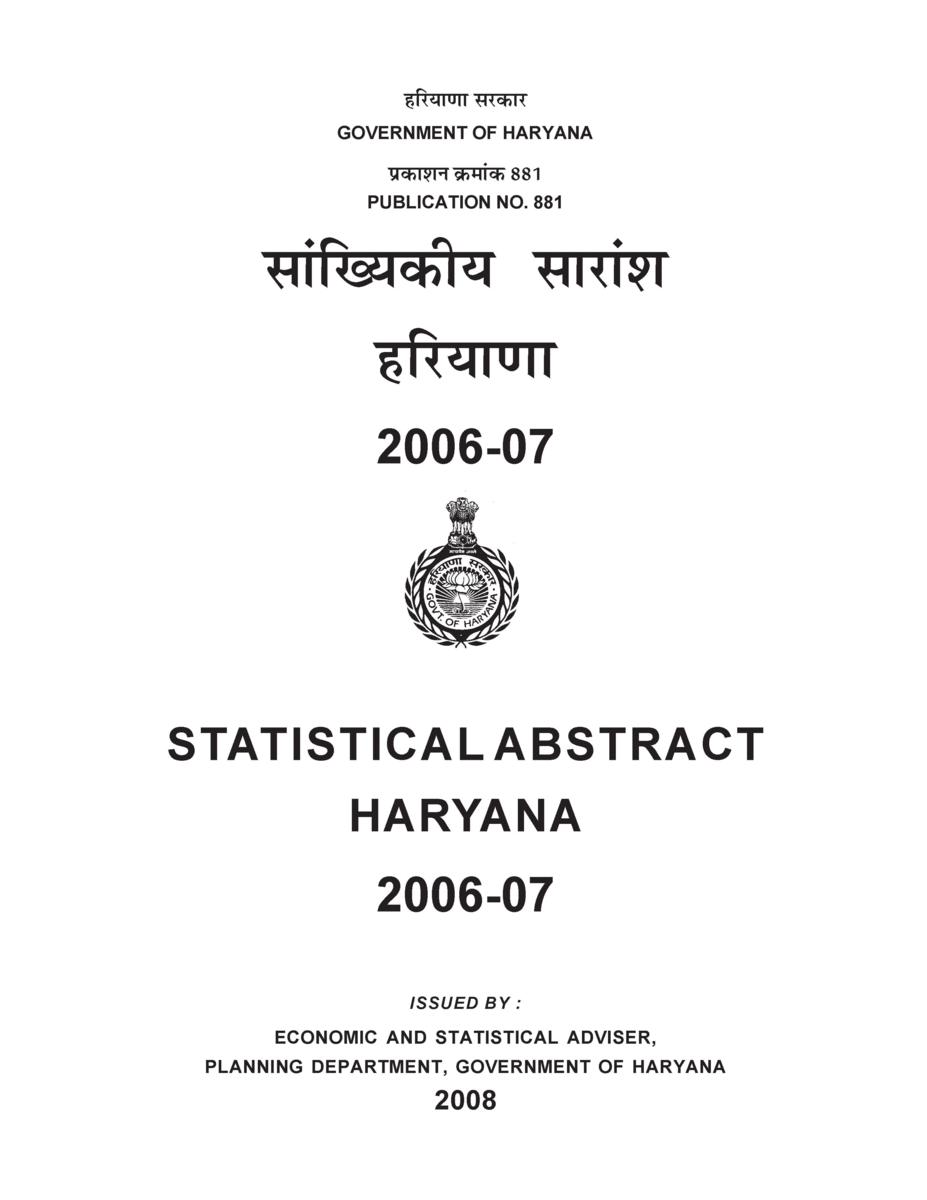 हरियाणा सरकार
GOVERNMENT OF HARYANA
प्रकाशन क्रमांक 881
PUBLICATION NO. 881
सांख्यिकीय सारांश
हरियाणा
2006-07
सत्यमेव जयते
हरियाणा सरकार
GOVT. OF HARYANA
STATISTICAL ABSTRACT
HARYANA
2006-07
ISSUED BY :
ECONOMIC AND STATISTICAL ADVISER,
PLANNING DEPARTMENT, GOVERNMENT OF HARYANA
2008